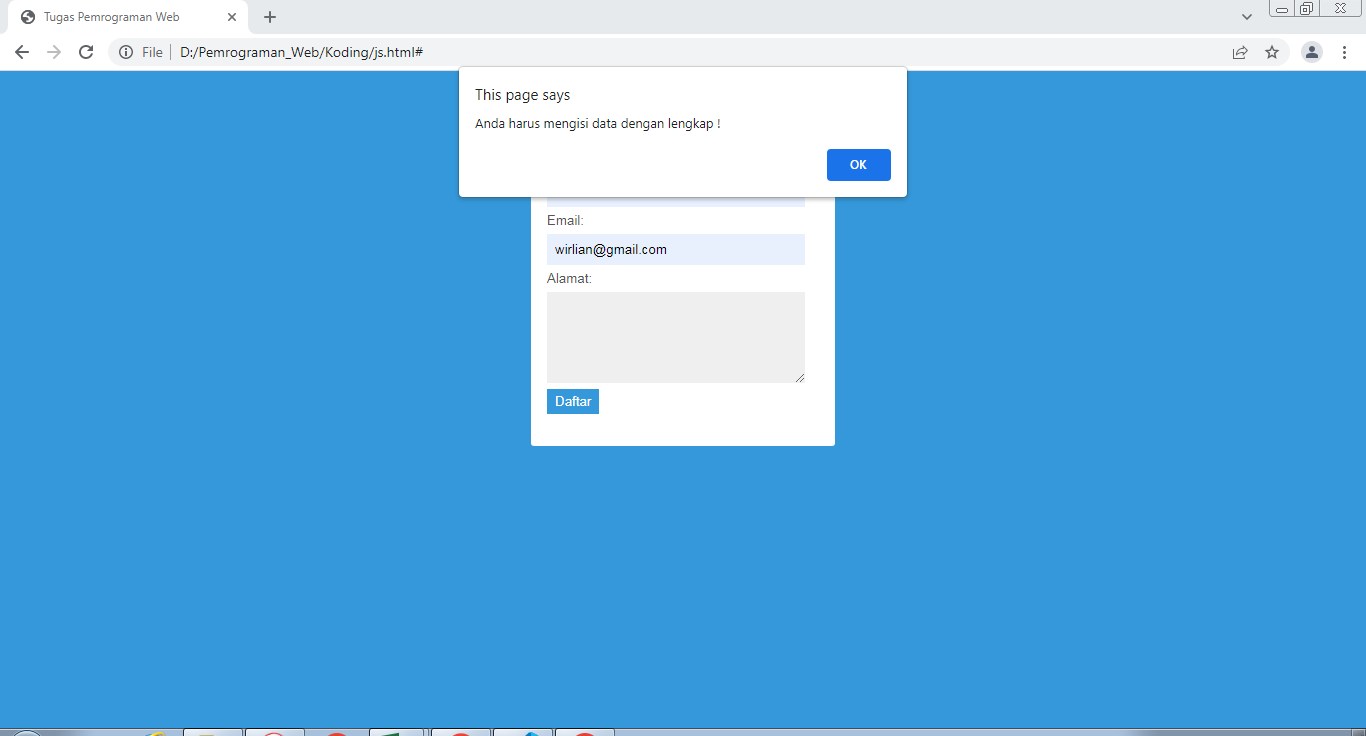 Tugas Pemrograman Web
File D:/Pemrograman_Web/Koding/js.html#
This page says
Anda harus mengisi data dengan lengkap !
OK
Email:
wirlian@gmail.com
Alamat:
Daftar